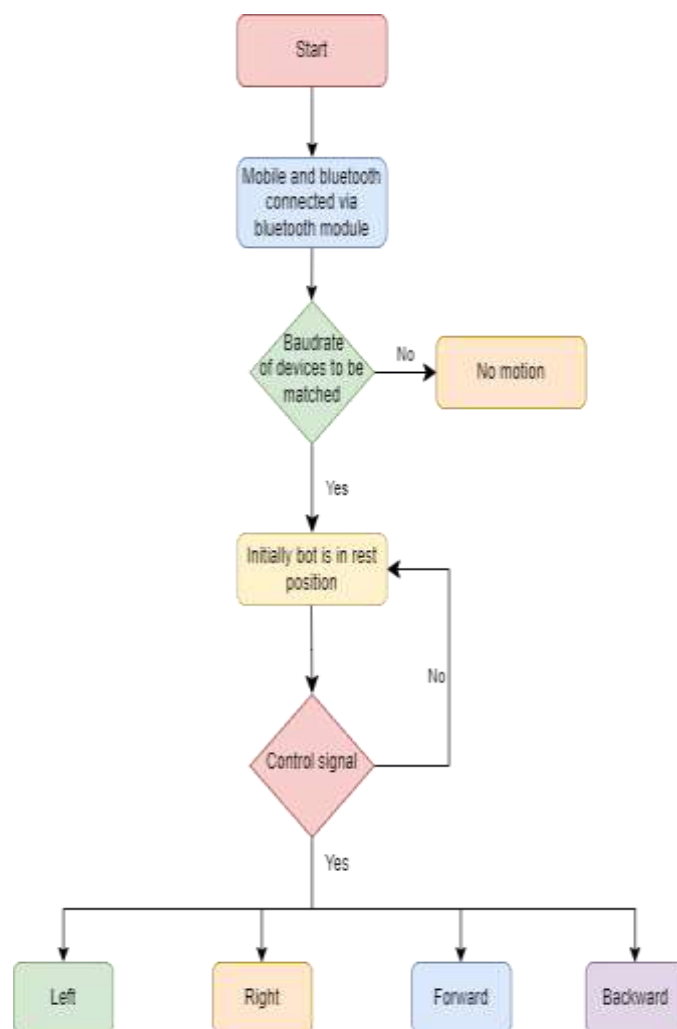 Start
Mobile and bluetooth
connected via
bluetooth module
Baudrate
of devices to be
matched
No
No motion
Yes
Initially bot is in rest
position
No
Control signal
Yes
Left
Right
Forward
Backward